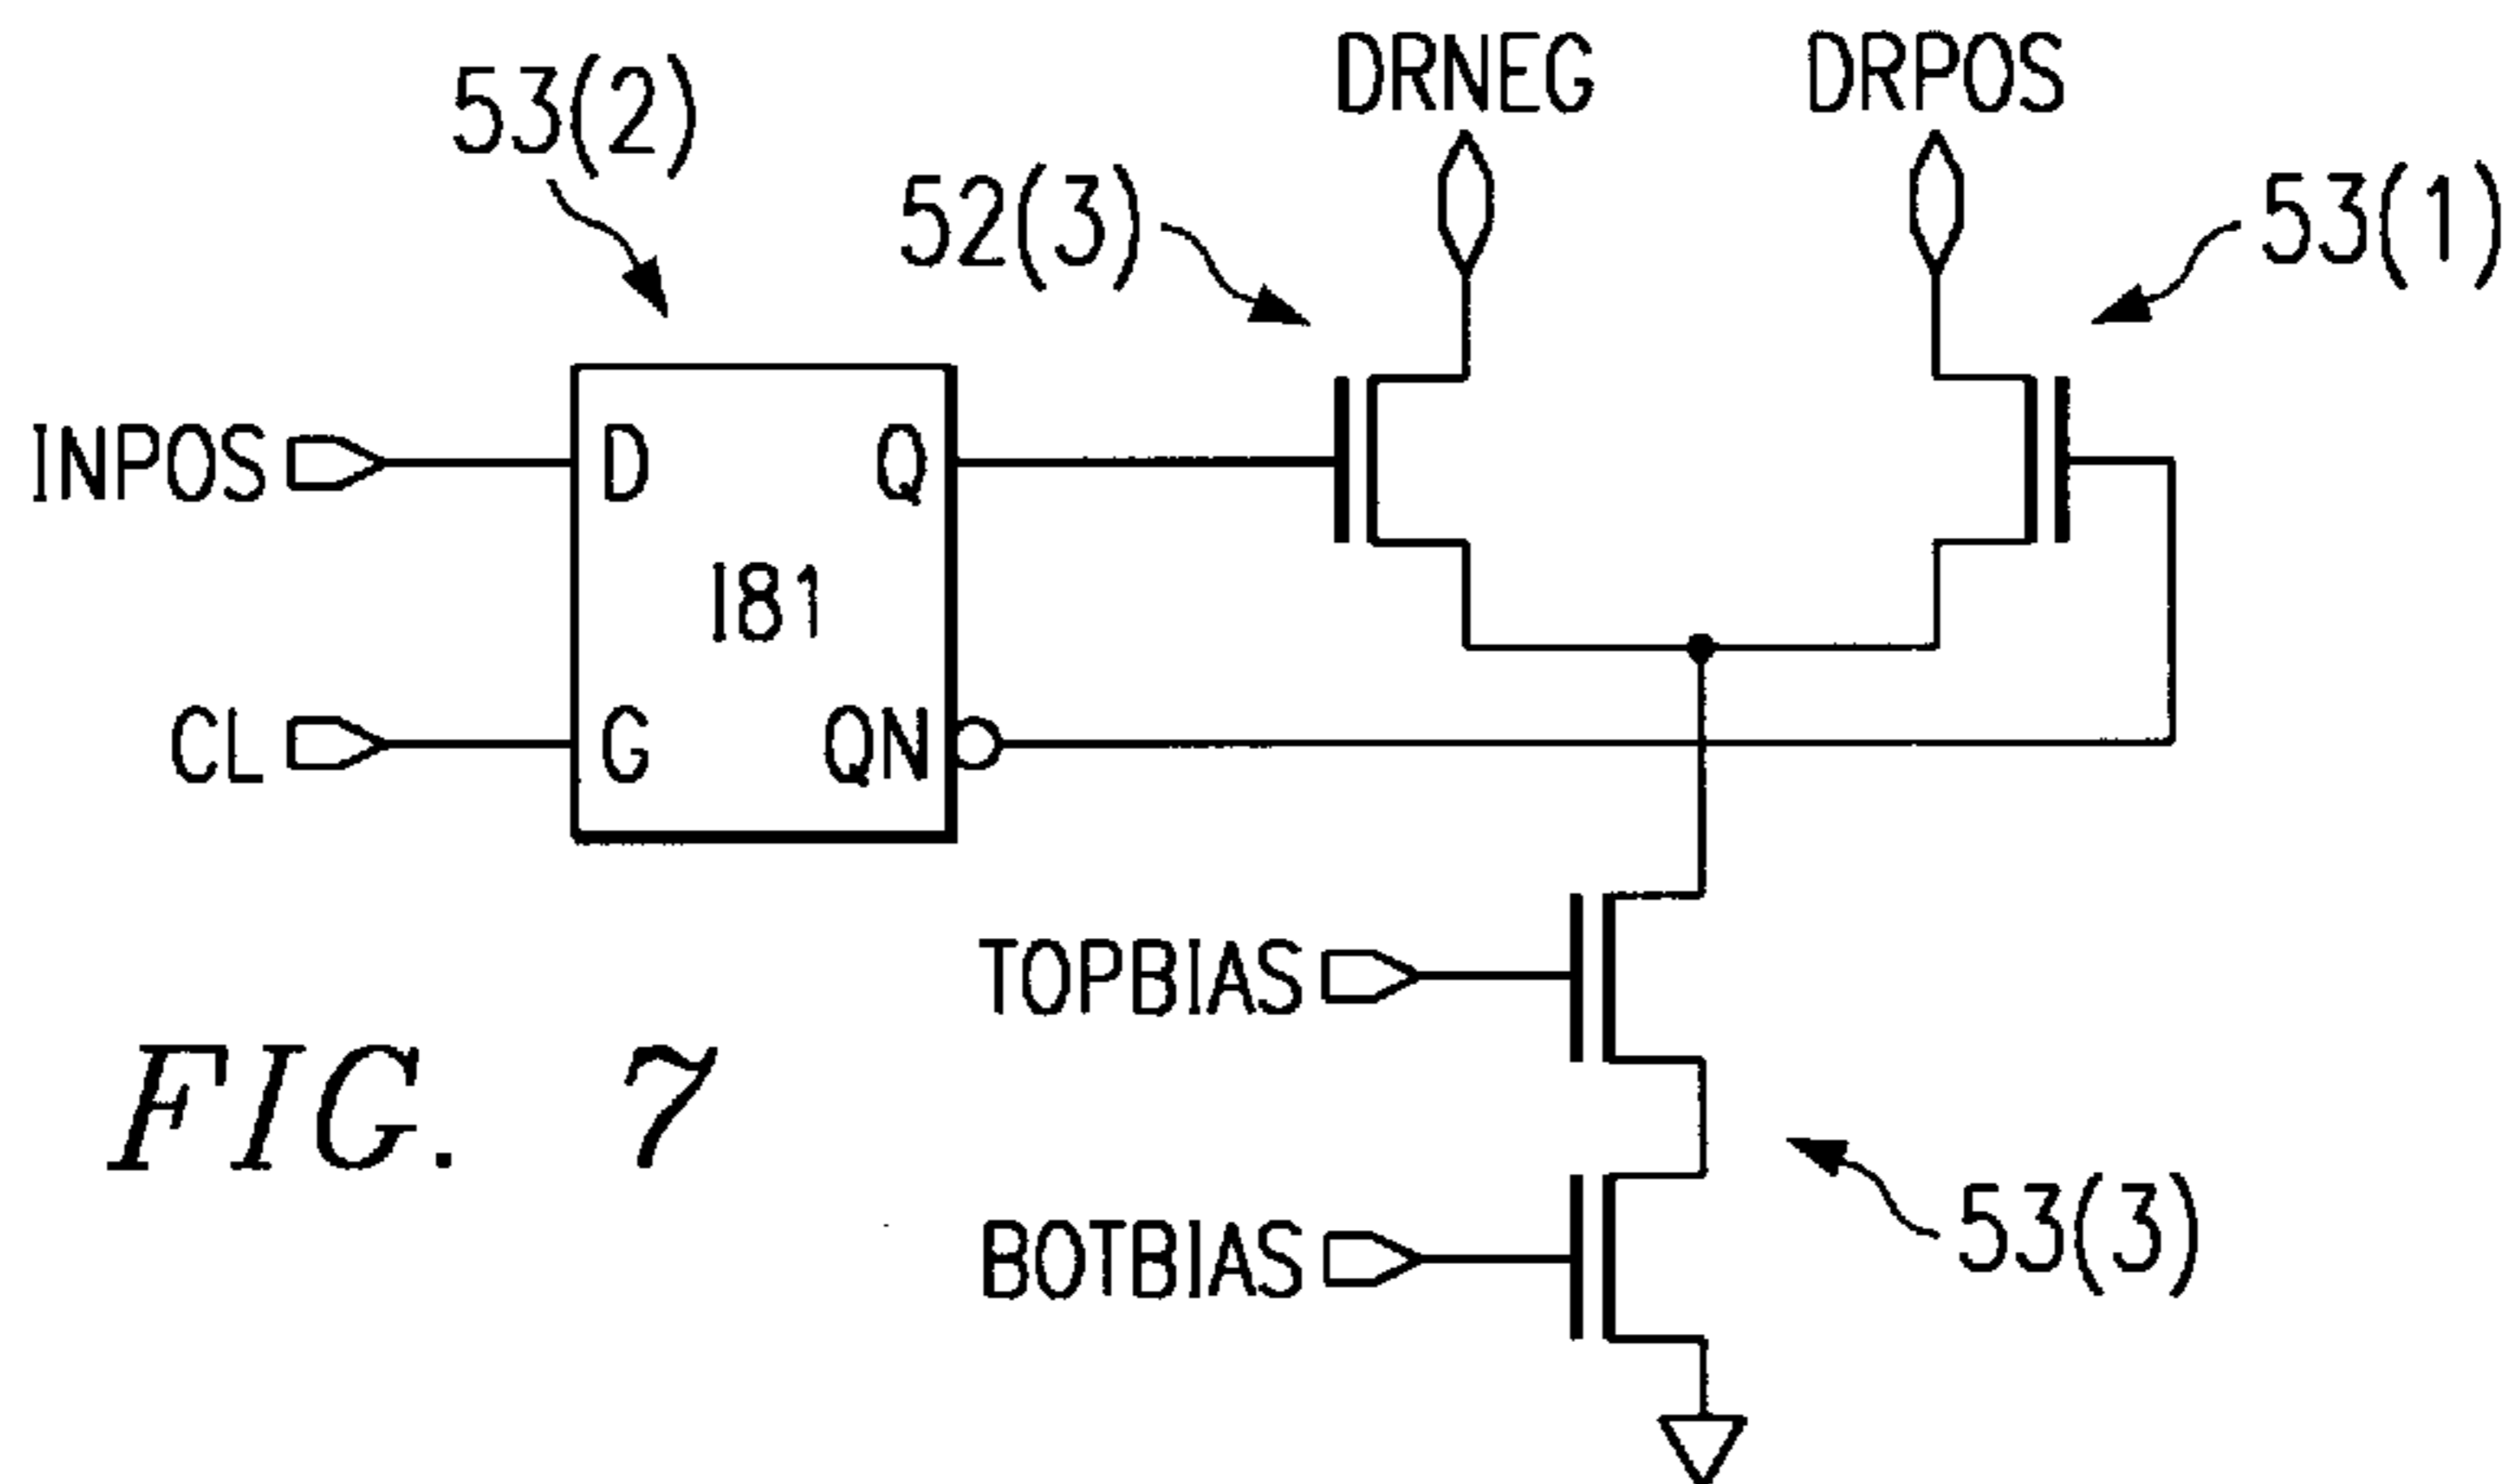 53(2)
DRNEG
DRPOS
52(3)
53(1)
INPOS
D
Q
I81
CL
G
QN
TOPBIAS
FIG. 7
BOTBIAS
53(3)